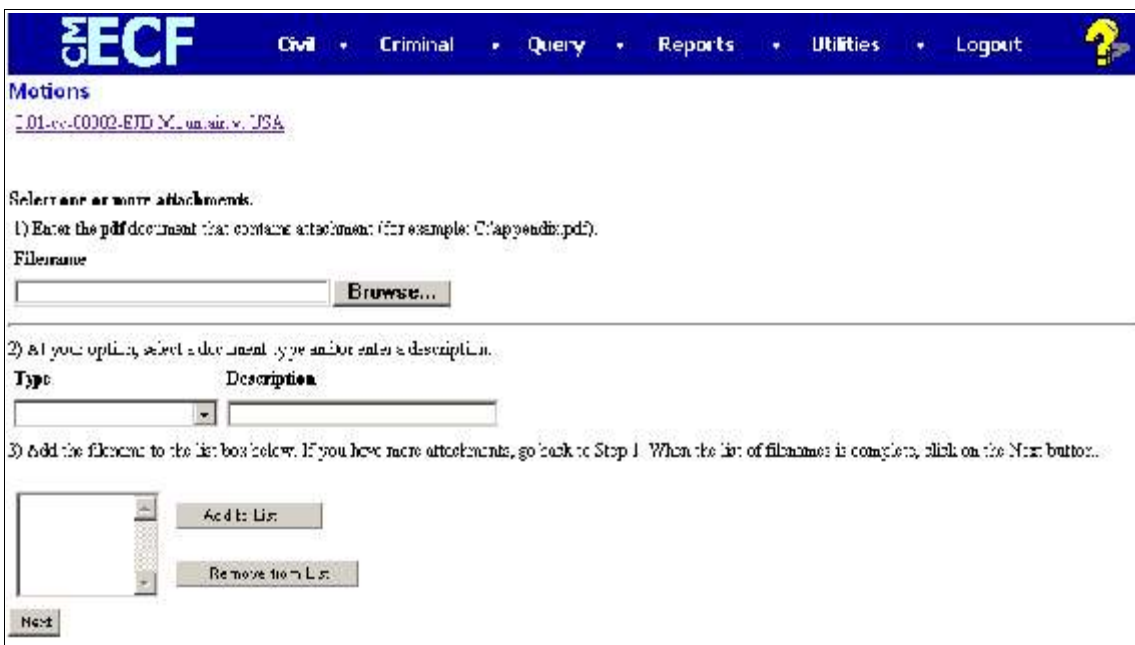 CM ECF Civil • Criminal • Query • Reports • Utilities • Logout ?
Motions
v. USA
Select one or more attachments.
1) Enter the pdf document that contains attachment (for example: C:\appendix.pdf).
Filename
Browse...
2) At your option, select a document type and/or enter a description.
Type Description
3) Add the filename to the list box below. If you have more attachments, go back to Step 1. When the list of filenames is complete, click on the Next button.
Add to List
Remove from List
Next